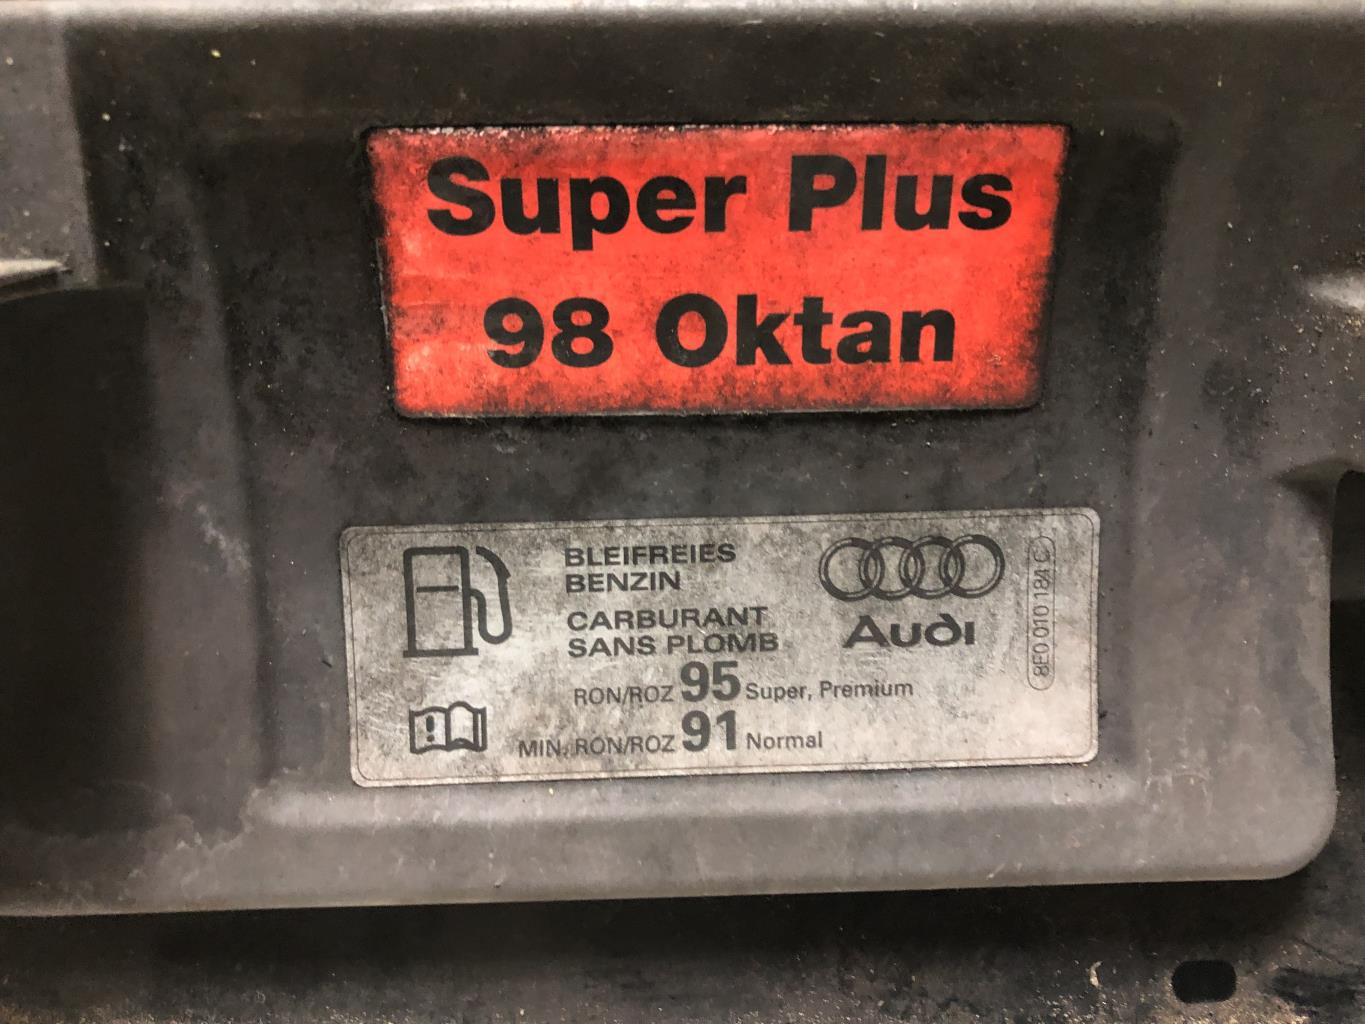 Super Plus
98 Oktan
BLEIFREIES
BENZIN
CARBURANT
SANS PLOMB
Audi
8E0 010 184 C
RON/ROZ 95 Super, Premium
MIN. RON/ROZ 91 Normal